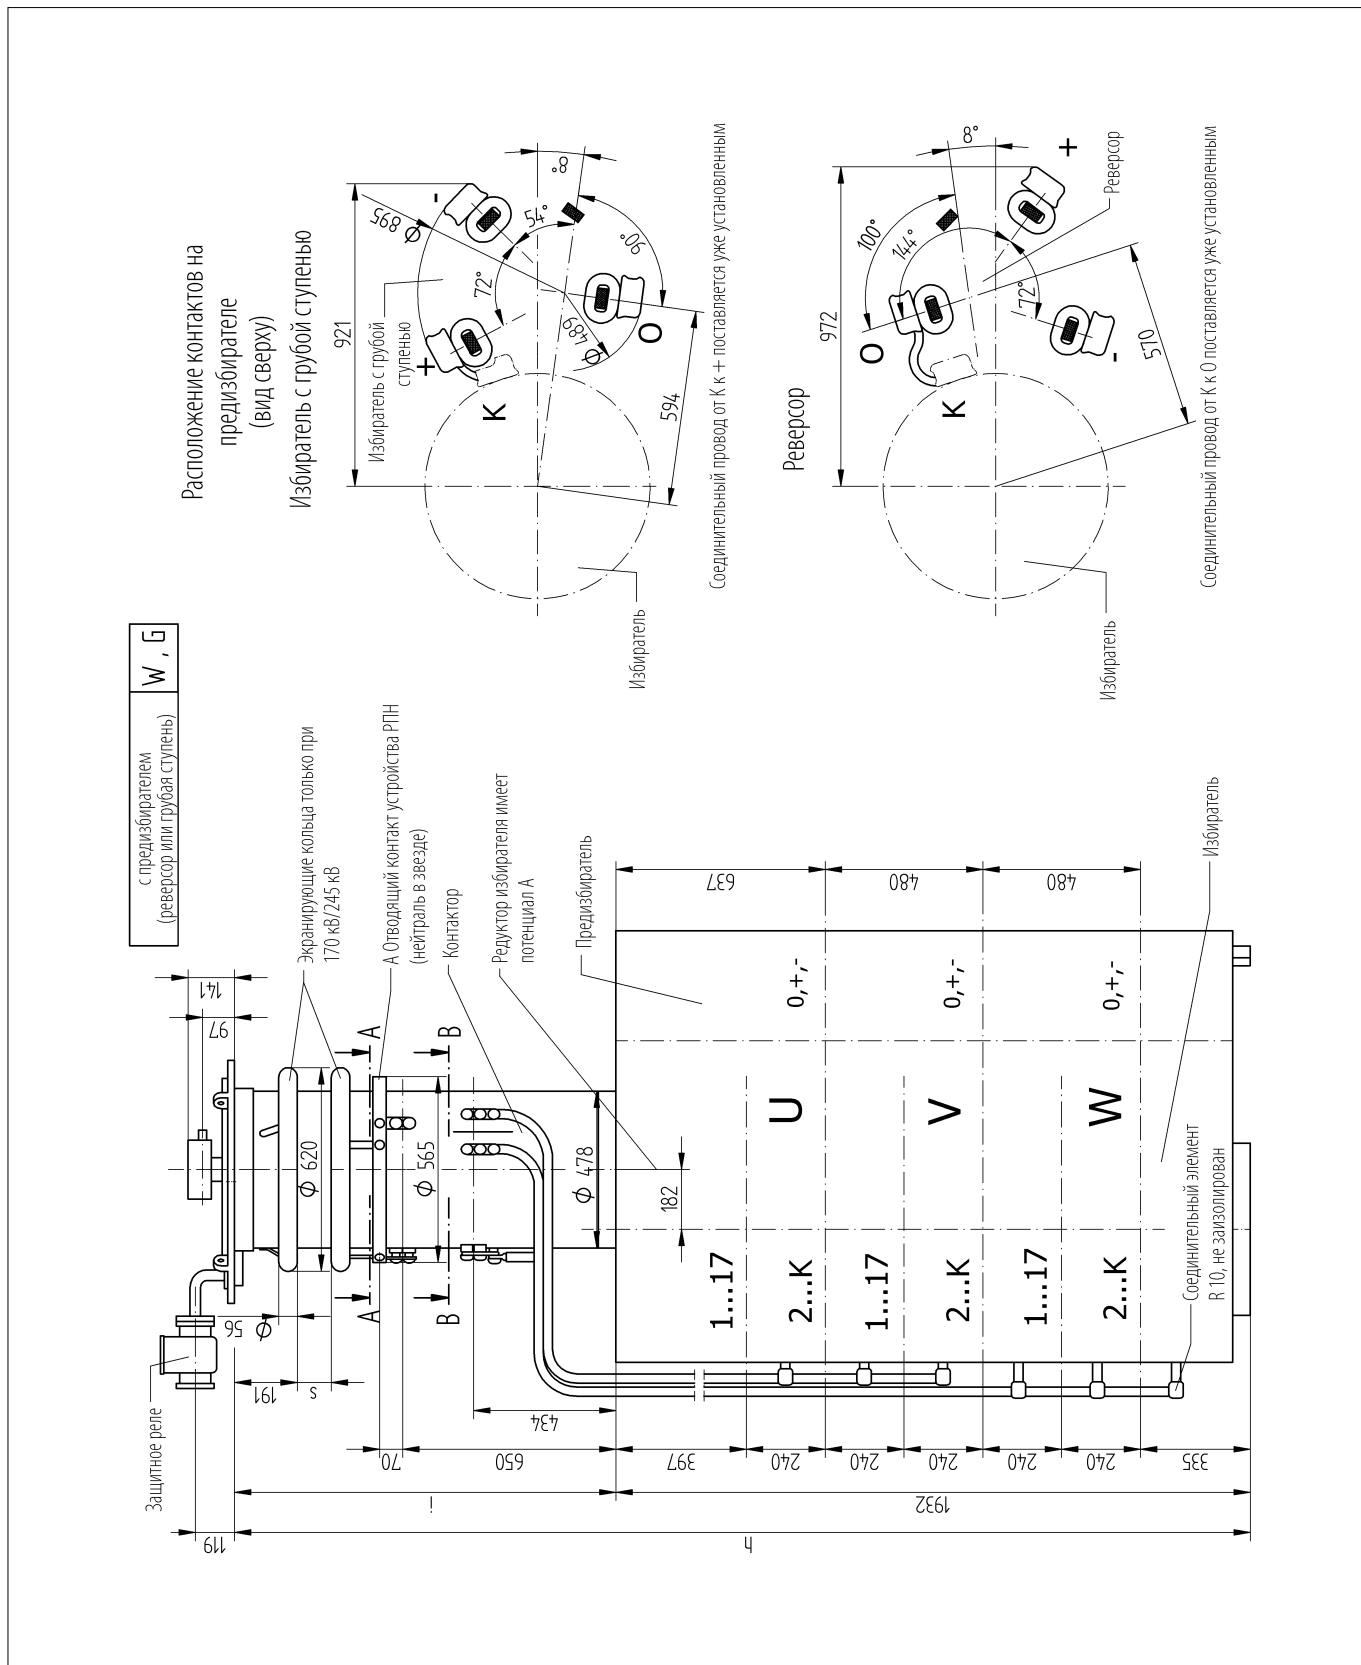 с предизбирателем
(реверсор или грубая ступень)
W , G
Расположение контактов на
предизбирателе
(вид сверху)
Избиратель с грубой ступенью
921
Избиратель с грубой
ступенью
ϕ 895
-
+
K
O
72°
54°
8°
90°
ϕ 489
594
Избиратель
Соединительный провод от К к + поставляется уже установленным
Реверсор
972
O
K
+
-
100°
144°
72°
8°
570
Реверсор
Избиратель
Соединительный провод от К к О поставляется уже установленным
141
97
Экранирующие кольца только при
170 кВ/245 кВ
A Отводящий контакт устройства РПН
(нейтраль в звезде)
Контактор
Редуктор избирателя имеет
потенциал А
Предизбиратель
Избиратель
A
B
A
B
ϕ 620
ϕ 565
ϕ 478
182
56 ϕ
Защитное реле
191
s
637
480
480
0,+,-
0,+,-
0,+,-
U
V
W
1...17
2...K
1...17
2...K
1...17
2...K
Соединительный элемент
R 10, не заизолирован
434
70
650
397
240
240
240
240
240
335
i
1932
119
h